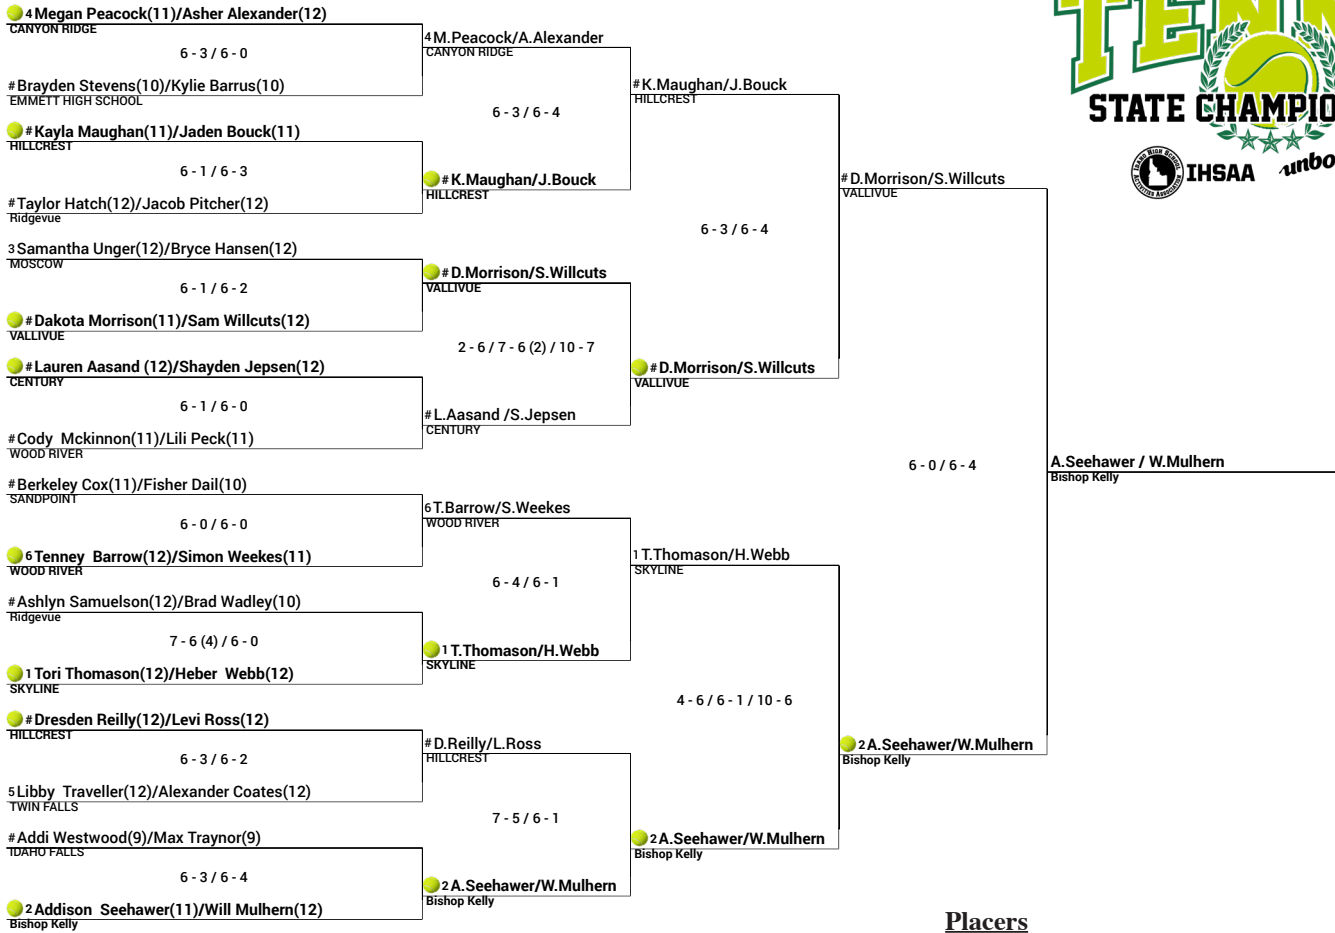 4 Megan Peacock(11)/Asher Alexander(12)
CANYON RIDGE
6 - 3 / 6 - 0
# Brayden Stevens(10)/Kylie Barrus(10)
EMMETT HIGH SCHOOL
# Kayla Maughan(11)/Jaden Bouck(11)
HILLCREST
6 - 1 / 6 - 3
# Taylor Hatch(12)/Jacob Pitcher(12)
Ridgevue
3 Samantha Unger(12)/Bryce Hansen(12)
MOSCOW
6 - 1 / 6 - 2
# Dakota Morrison(11)/Sam Willcuts(12)
VALLIVUE
# Lauren Aasand (12)/Shayden Jepsen(12)
CENTURY
6 - 1 / 6 - 0
# Cody  Mckinnon(11)/Lili Peck(11)
WOOD RIVER
# Berkeley Cox(11)/Fisher Dail(10)
SANDPOINT
6 - 0 / 6 - 0
6 Tenney  Barrow(12)/Simon Weekes(11)
WOOD RIVER
# Ashlyn Samuelson(12)/Brad Wadley(10)
Ridgevue
7 - 6 (4) / 6 - 0
1 Tori Thomason(12)/Heber  Webb(12)
SKYLINE
# Dresden Reilly(12)/Levi Ross(12)
HILLCREST
6 - 3 / 6 - 2
5 Libby  Traveller(12)/Alexander Coates(12)
TWIN FALLS
# Addi Westwood(9)/Max Traynor(9)
IDAHO FALLS
6 - 3 / 6 - 4
2 Addison  Seehawer(11)/Will Mulhern(12)
Bishop Kelly
4 M.Peacock/A.Alexander
CANYON RIDGE
6 - 3 / 6 - 4
# K.Maughan/J.Bouck
HILLCREST
# D.Morrison/S.Willcuts
VALLIVUE
2 - 6 / 7 - 6 (2) / 10 - 7
# L.Aasand /S.Jepsen
CENTURY
6 T.Barrow/S.Weekes
WOOD RIVER
6 - 4 / 6 - 1
1 T.Thomason/H.Webb
SKYLINE
# D.Reilly/L.Ross
HILLCREST
7 - 5 / 6 - 1
2 A.Seehawer/W.Mulhern
Bishop Kelly
# K.Maughan/J.Bouck
HILLCREST
6 - 3 / 6 - 4
# D.Morrison/S.Willcuts
VALLIVUE
1 T.Thomason/H.Webb
SKYLINE
4 - 6 / 6 - 1 / 10 - 6
2 A.Seehawer/W.Mulhern
Bishop Kelly
# D.Morrison/S.Willcuts
VALLIVUE
6 - 0 / 6 - 4
2 A.Seehawer/W.Mulhern
Bishop Kelly
A.Seehawer / W.Mulhern
Bishop Kelly
TENN
STATE CHAMPIO
IDAHO HIGH SCHOOL
ACTIVITIES ASSOCIATION
IHSAA
unbo
Placers